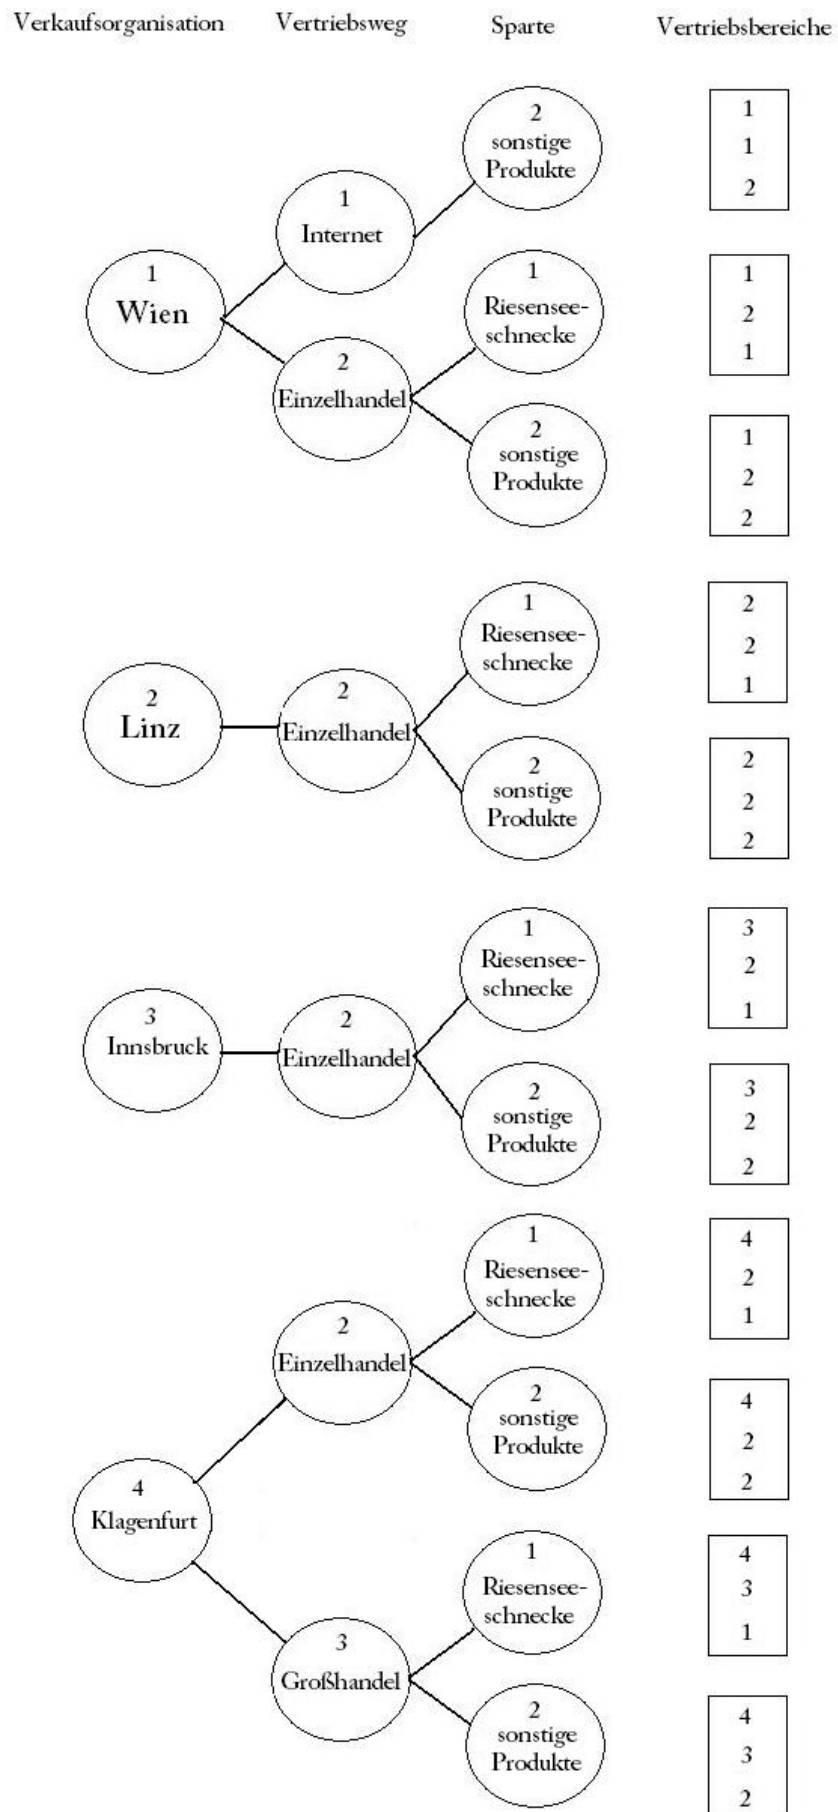 Verkaufsorganisation Vertriebsweg Sparte Vertriebsbereiche
1
Wien
1
Internet
2
sonstige
Produkte
1
1
2
2
Einzelhandel
1
Riesensee-
schnecke
1
2
1
2
sonstige
Produkte
1
2
2
2
Linz
2
Einzelhandel
1
Riesensee-
schnecke
2
2
1
2
sonstige
Produkte
2
2
2
3
Innsbruck
2
Einzelhandel
1
Riesensee-
schnecke
3
2
1
2
sonstige
Produkte
3
2
2
4
Klagenfurt
2
Einzelhandel
1
Riesensee-
schnecke
4
2
1
2
sonstige
Produkte
4
2
2
3
Großhandel
1
Riesensee-
schnecke
4
3
1
2
sonstige
Produkte
4
3
2